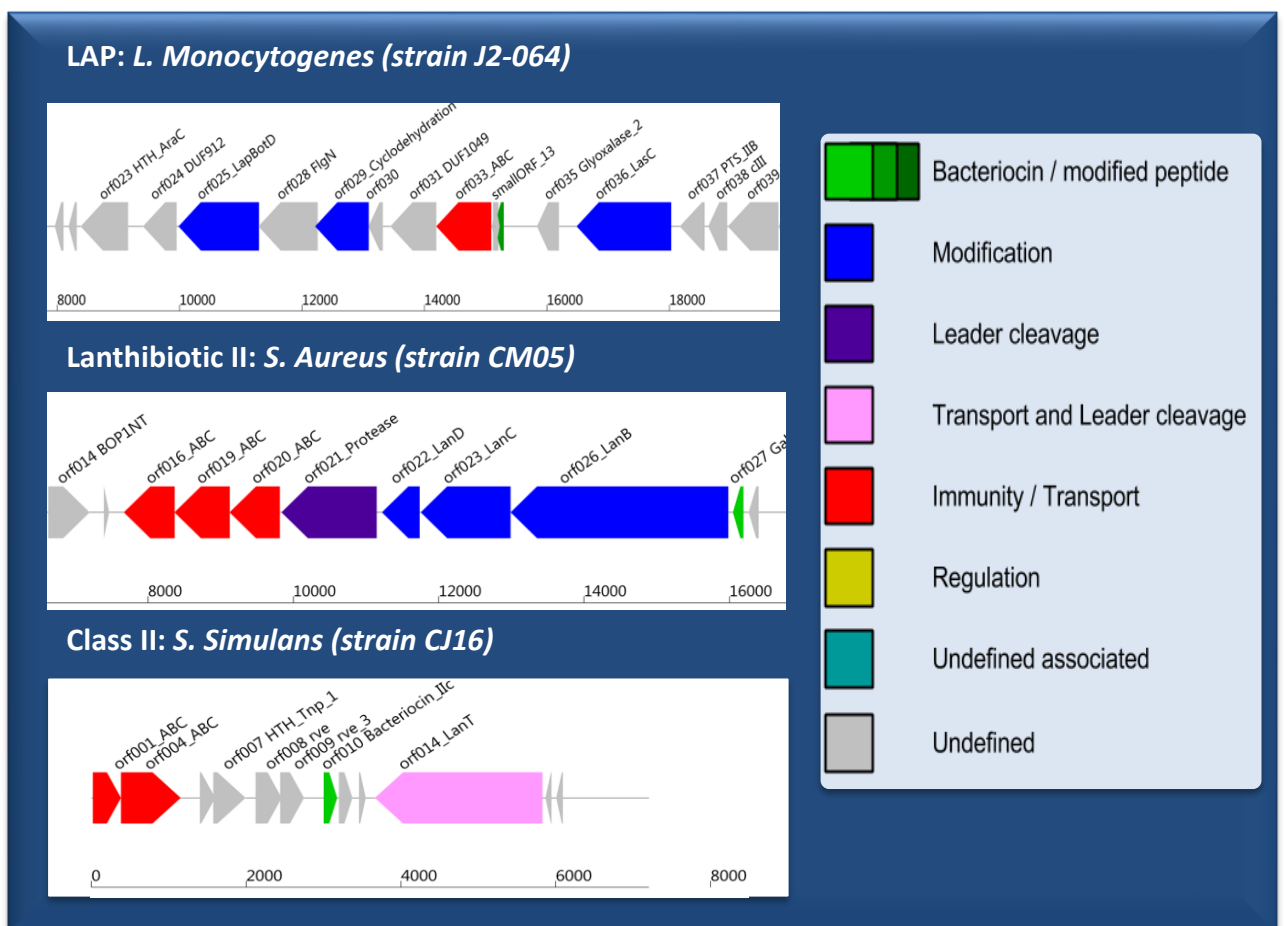 LAP: L. Monocytogenes (strain J2-064)
orf023 HTH_AraC
orf024 DUF912
orf025_LapBotD
orf028 FlgN
orf029_Cyclodehydration
orf030
orf031 DUF1049
orf033_ABC
smallORF_13
orf035 Glyoxalase_2
orf036_LasC
orf037 PTS_IIB
orf038 cIII
orf039
8000 10000 12000 14000 16000 18000
Lanthibiotic II: S. Aureus (strain CM05)
orf014 BOP1NT
orf016_ABC
orf019_ABC
orf020_ABC
orf021_Protease
orf022_LanD
orf023_LanC
orf026_LanB
orf027
8000 10000 12000 14000 16000
Class II: S. Simulans (strain CJ16)
orf001_ABC
orf004_ABC
orf007 HTH_Tnp_1
orf008 rve
orf009 rve_3
orf010 Bacteriocin_IIc
orf014_LanT
0 2000 4000 6000 8000
Bacteriocin / modified peptide
Modification
Leader cleavage
Transport and Leader cleavage
Immunity / Transport
Regulation
Undefined associated
Undefined